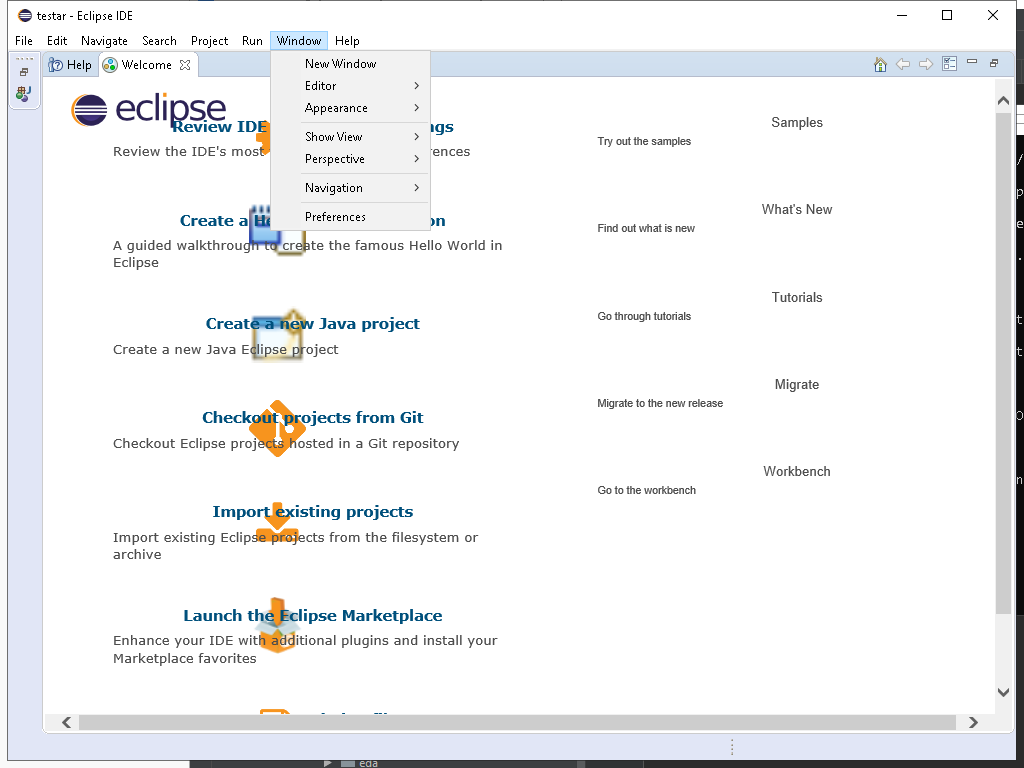 testar - Eclipse IDE
File Edit Navigate Search Project Run Window Help
Help Welcome
New Window
Editor
Appearance
Show View
Perspective
Navigation
Preferences
eclipse
Review IDE
ngs
Review the IDE's most
rences
Create a He
on
A guided walkthrough to create the famous Hello World in
Eclipse
Create a new Java project
Create a new Java Eclipse project
Checkout projects from Git
Checkout Eclipse projects hosted in a Git repository
Import existing projects
Import existing Eclipse projects from the filesystem or
archive
Launch the Eclipse Marketplace
Enhance your IDE with additional plugins and install your
Marketplace favorites
Samples
Try out the samples
What's New
Find out what is new
Tutorials
Go through tutorials
Migrate
Migrate to the new release
Workbench
Go to the workbench
eda